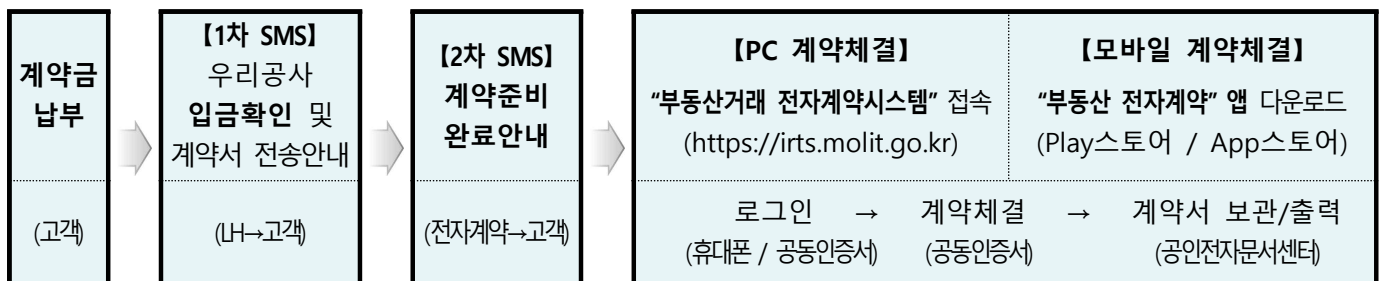 계약금
납부
(고객)
【1차 SMS】
우리공사
입금확인 및
계약서 전송안내
(LH→고객)
【2차 SMS】
계약준비
완료안내
(전자계약→고객)
【PC 계약체결】
“부동산거래 전자계약시스템” 접속
(https://irts.molit.go.kr)
【모바일 계약체결】
“부동산 전자계약” 앱 다운로드
(Play스토어 / App스토어)
로그인 → 계약체결 → 계약서 보관/출력
(휴대폰 / 공동인증서) (공동인증서) (공인전자문서센터)